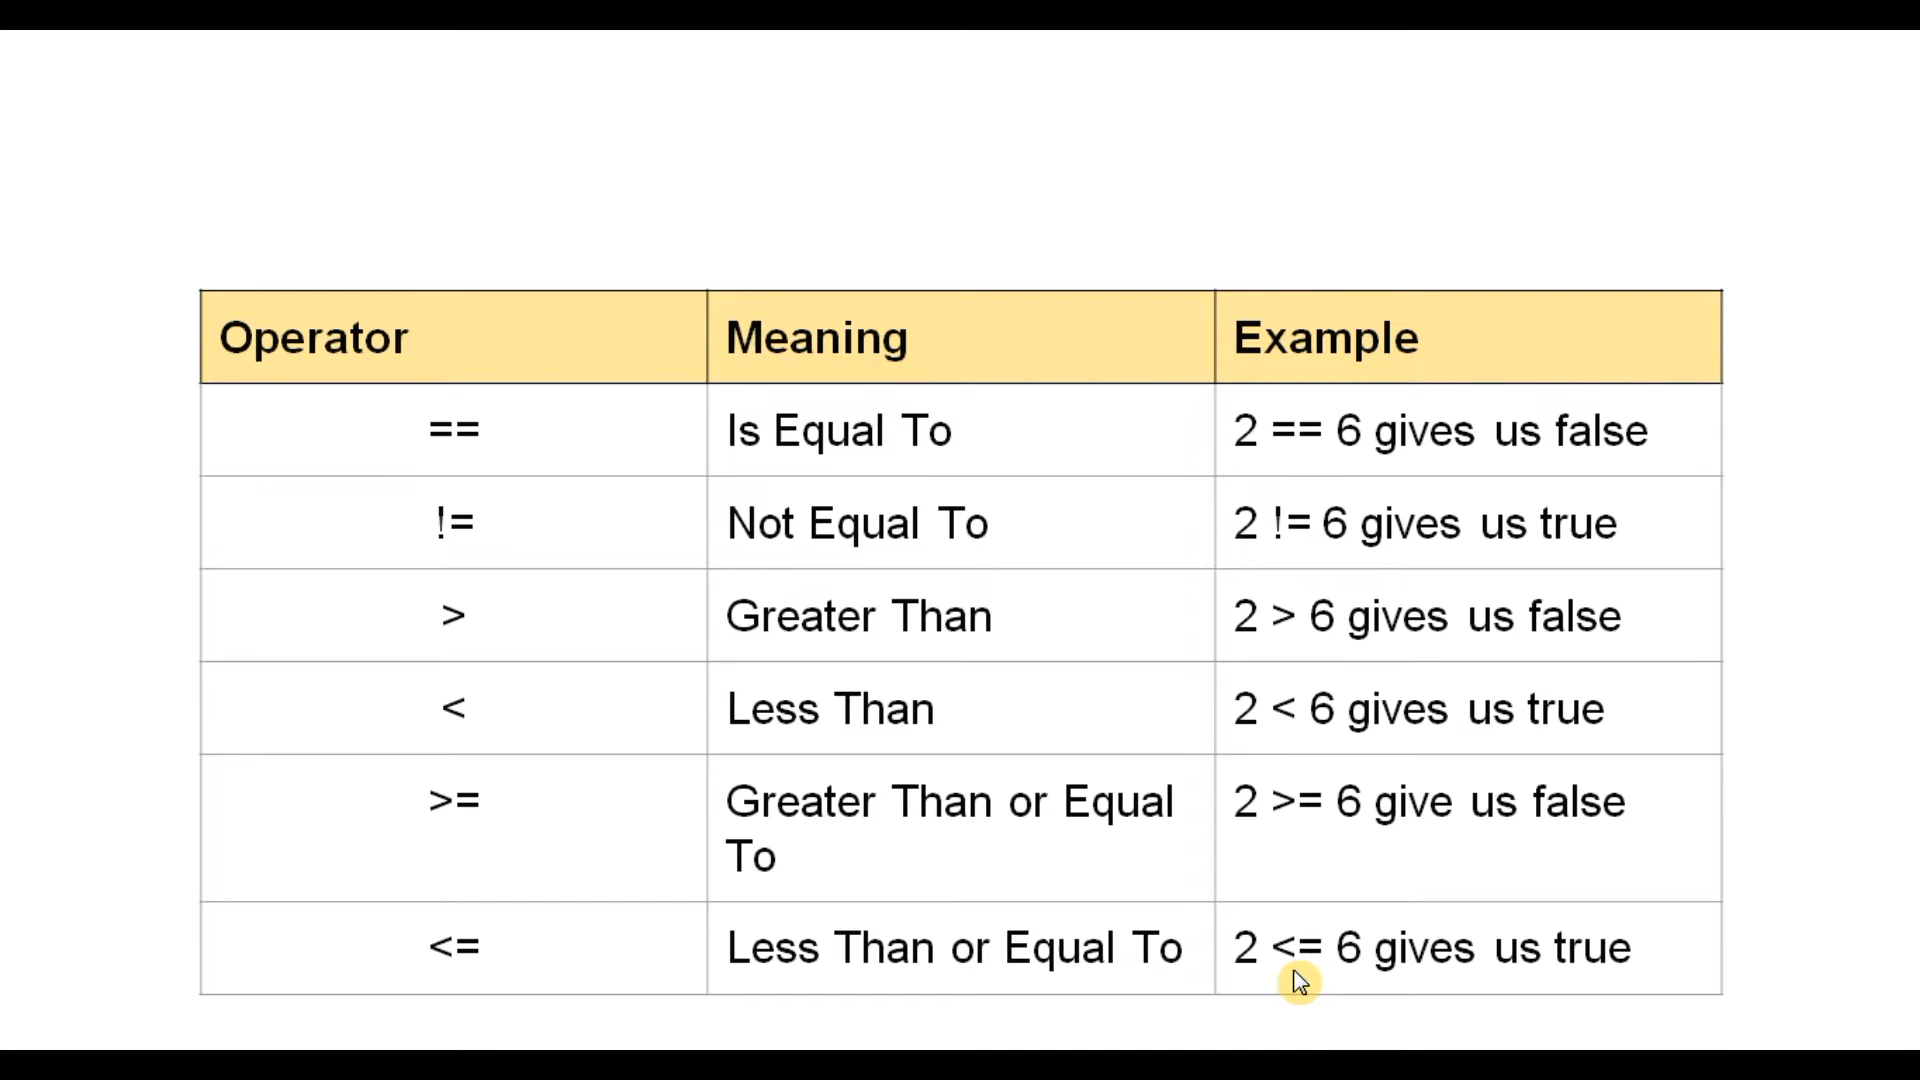 Operator Meaning Example
== Is Equal To 2 == 6 gives us false
!= Not Equal To 2 != 6 gives us true
> Greater Than 2 > 6 gives us false
< Less Than 2 < 6 gives us true
>= Greater Than or Equal 2 >= 6 give us false
To
<= Less Than or Equal To 2 <= 6 gives us true